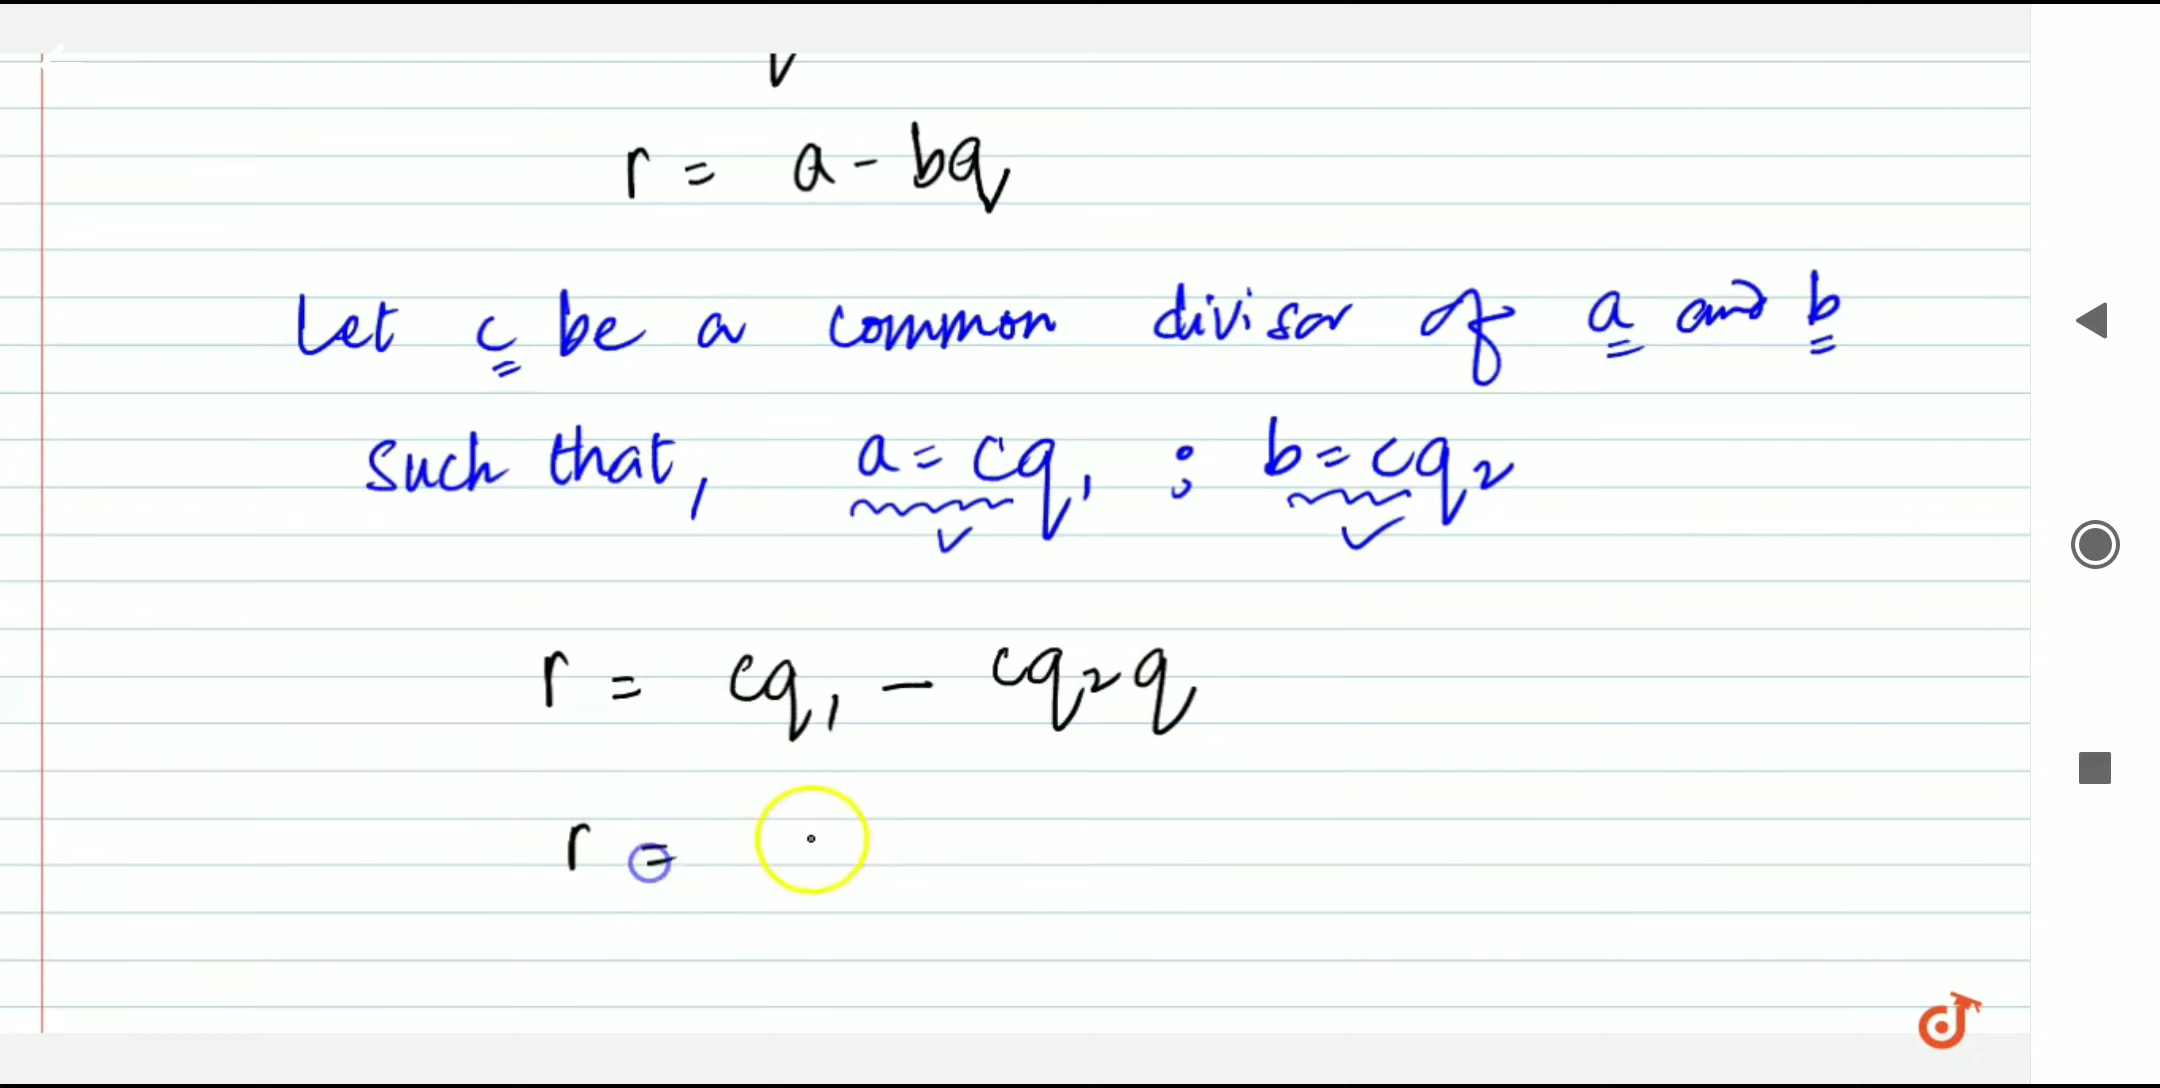 r = a - bq
Let c be a common divisor of a and b
such that, a = cq₁ ; b = cq₂
r = cq₁ - cq₂q
r =